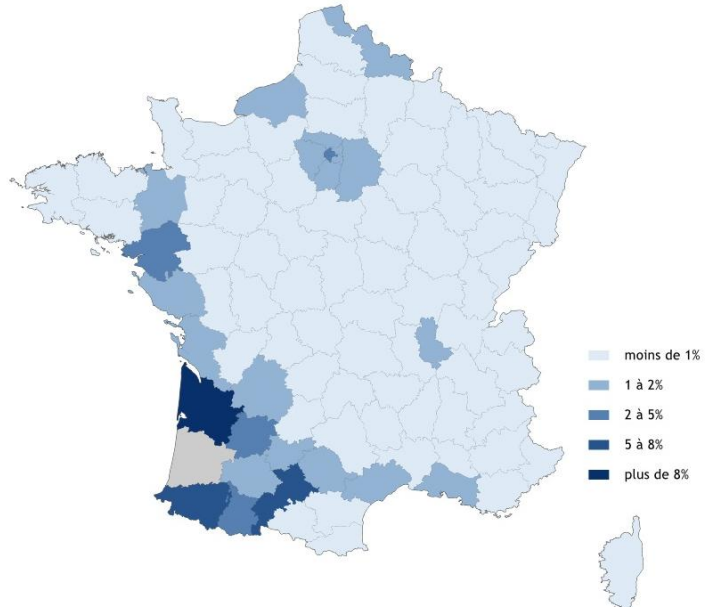 moins de 1%
1 à 2%
2 à 5%
5 à 8%
plus de 8%